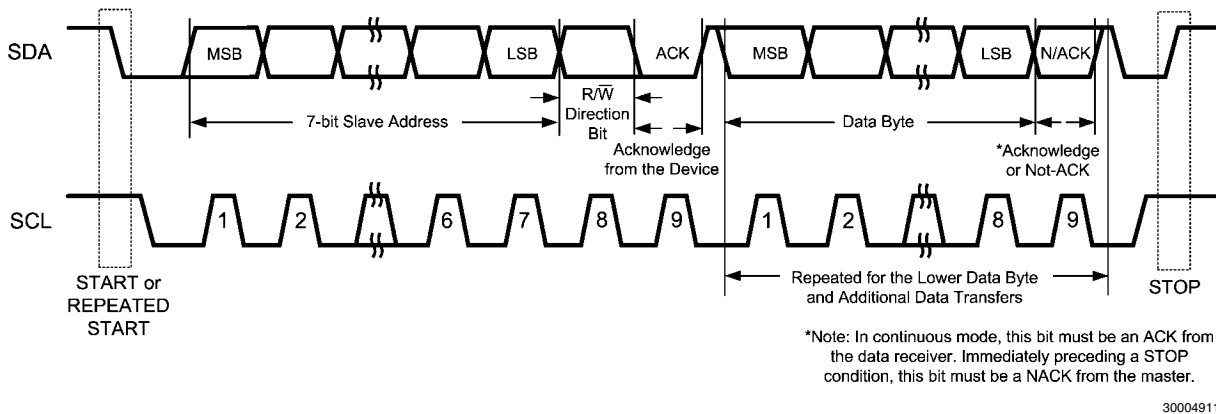 SDA
MSB
LSB
ACK
MSB
LSB
N/ACK
7-bit Slave Address
R/W̅
Direction
Bit
Acknowledge
from the Device
Data Byte
*Acknowledge
or Not-ACK
SCL
1
2
6
7
8
9
1
2
8
9
START or
REPEATED
START
Repeated for the Lower Data Byte
and Additional Data Transfers
STOP
*Note: In continuous mode, this bit must be an ACK from
the data receiver. Immediately preceding a STOP
condition, this bit must be a NACK from the master.
30004911